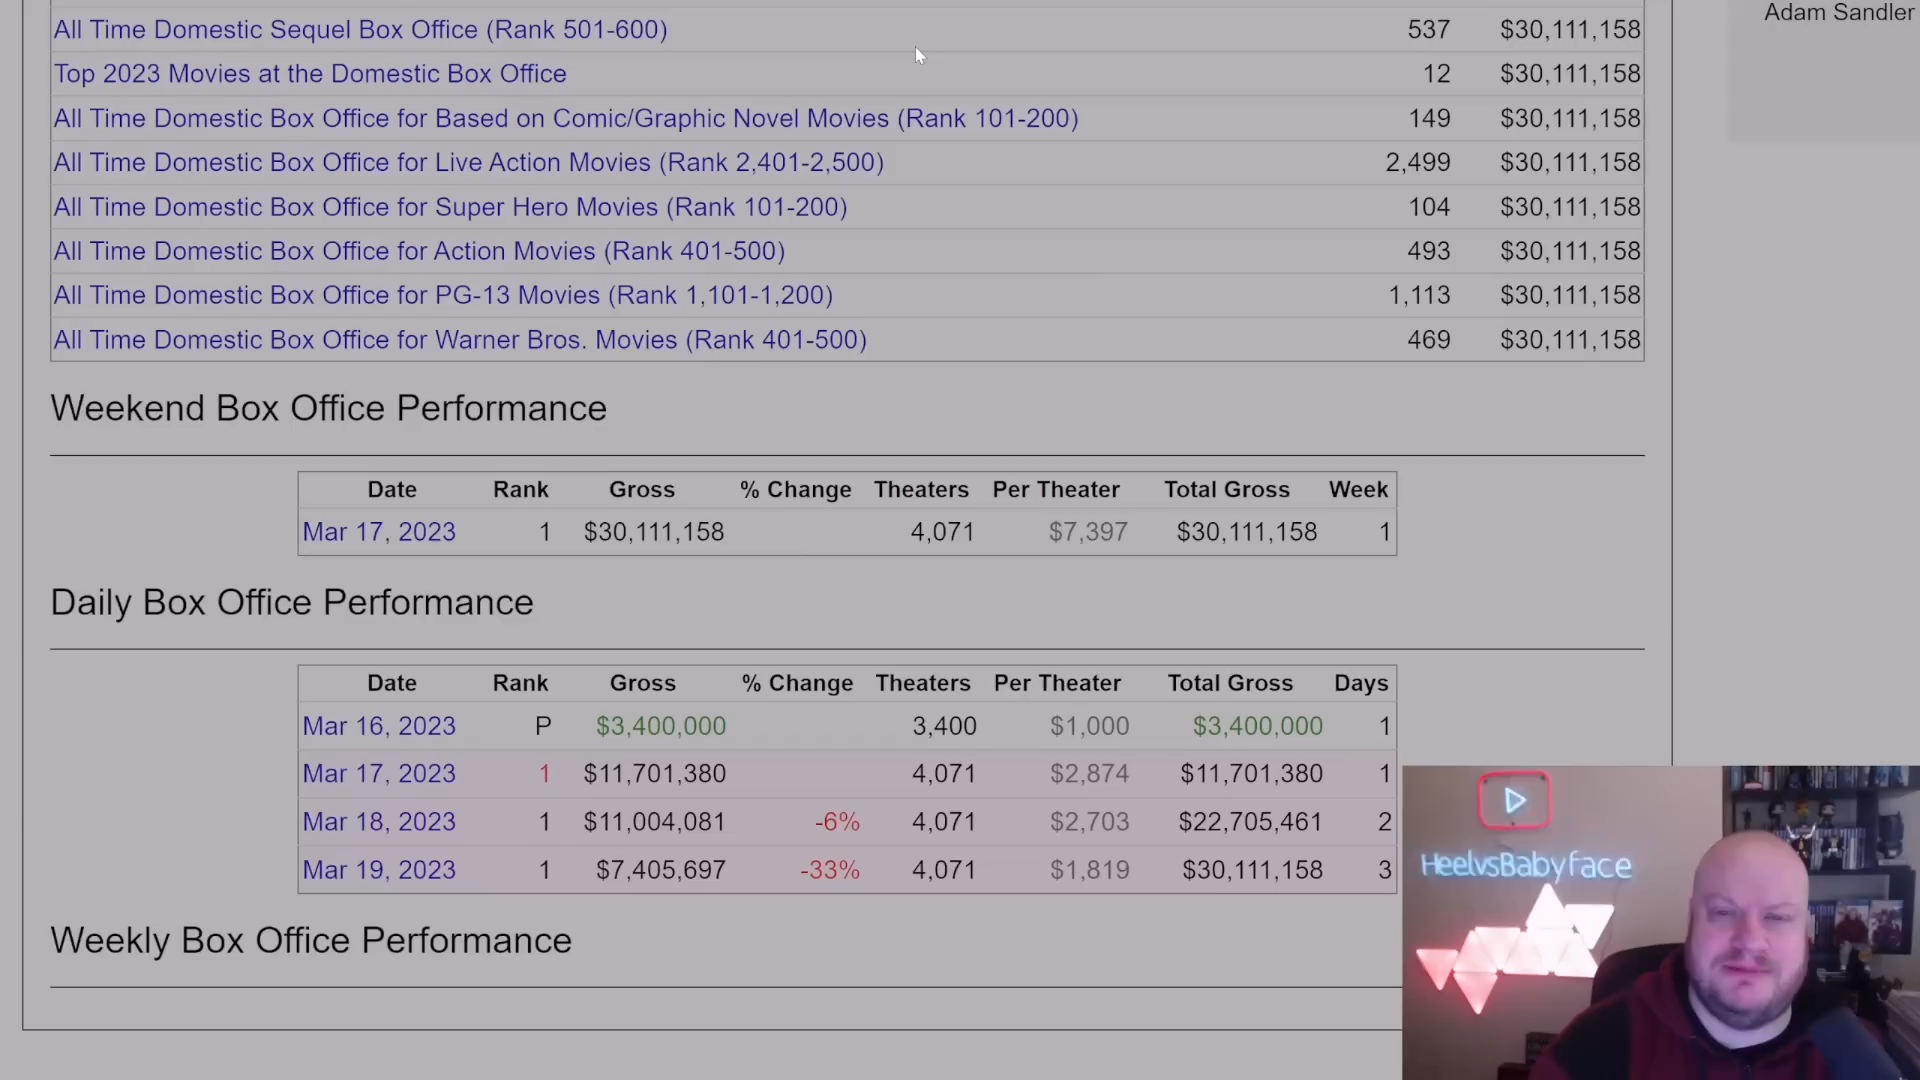 Adam Sandler
All Time Domestic Sequel Box Office (Rank 501-600) 537 $30,111,158
Top 2023 Movies at the Domestic Box Office 12 $30,111,158
All Time Domestic Box Office for Based on Comic/Graphic Novel Movies (Rank 101-200) 149 $30,111,158
All Time Domestic Box Office for Live Action Movies (Rank 2,401-2,500) 2,499 $30,111,158
All Time Domestic Box Office for Super Hero Movies (Rank 101-200) 104 $30,111,158
All Time Domestic Box Office for Action Movies (Rank 401-500) 493 $30,111,158
All Time Domestic Box Office for PG-13 Movies (Rank 1,101-1,200) 1,113 $30,111,158
All Time Domestic Box Office for Warner Bros. Movies (Rank 401-500) 469 $30,111,158
Weekend Box Office Performance
Date Rank Gross % Change Theaters Per Theater Total Gross Week
Mar 17, 2023 1 $30,111,158 4,071 $7,397 $30,111,158 1
Daily Box Office Performance
Date Rank Gross % Change Theaters Per Theater Total Gross Days
Mar 16, 2023 P $3,400,000 3,400 $1,000 $3,400,000 1
Mar 17, 2023 1 $11,701,380 4,071 $2,874 $11,701,380 1
Mar 18, 2023 1 $11,004,081 -6% 4,071 $2,703 $22,705,461 2
Mar 19, 2023 1 $7,405,697 -33% 4,071 $1,819 $30,111,158 3
Weekly Box Office Performance
HeelvsBabyface